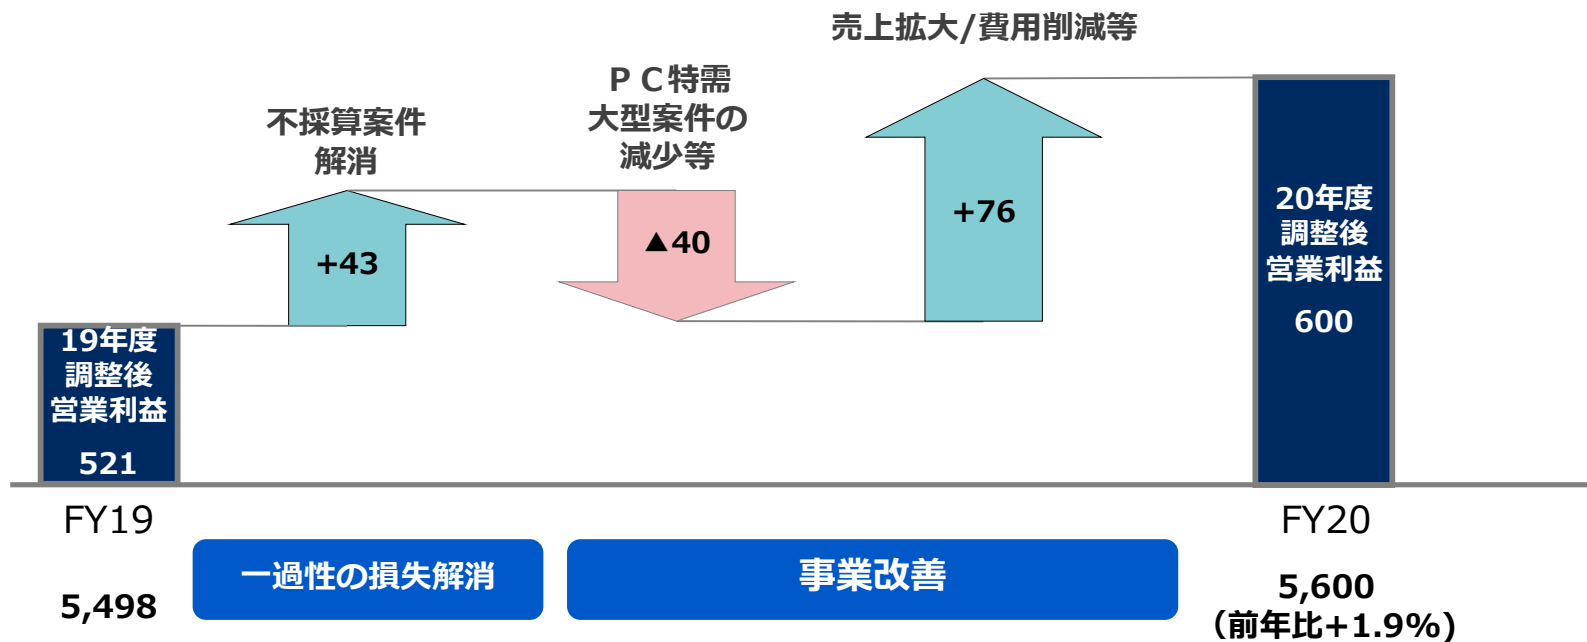 売上拡大/費用削減等
ＰＣ特需
大型案件の
減少等
不採算案件
解消
+43
▲40
+76
19年度
調整後
営業利益
521
20年度
調整後
営業利益
600
FY19
FY20
一過性の損失解消
事業改善
5,498
5,600
（前年比+1.9%）